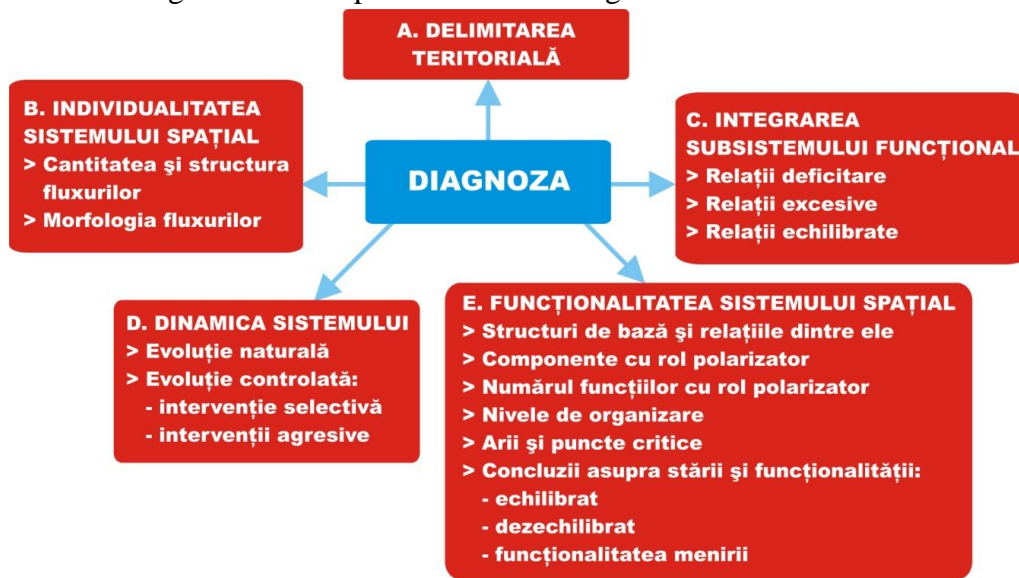 A. DELIMITAREA
TERITORIALĂ
B. INDIVIDUALITATEA
SISTEMULUI SPAȚIAL
> Cantitatea şi structura
fluxurilor
> Morfologia fluxurilor
DIAGNOZA
C. INTEGRAREA
SUBSISTEMULUI FUNCȚIONAL
> Relații deficitare
> Relații excesive
> Relații echilibrate
D. DINAMICA SISTEMULUI
> Evoluție naturală
> Evoluție controlată:
- intervenție selectivă
- intervenții agresive
E. FUNCȚIONALITATEA SISTEMULUI SPAȚIAL
> Structuri de bază şi relațiile dintre ele
> Componente cu rol polarizator
> Numărul funcțiilor cu rol polarizator
> Nivele de organizare
> Arii şi puncte critice
> Concluzii asupra stării şi funcționalității:
- echilibrat
- dezechilibrat
- funcționalitatea menirii